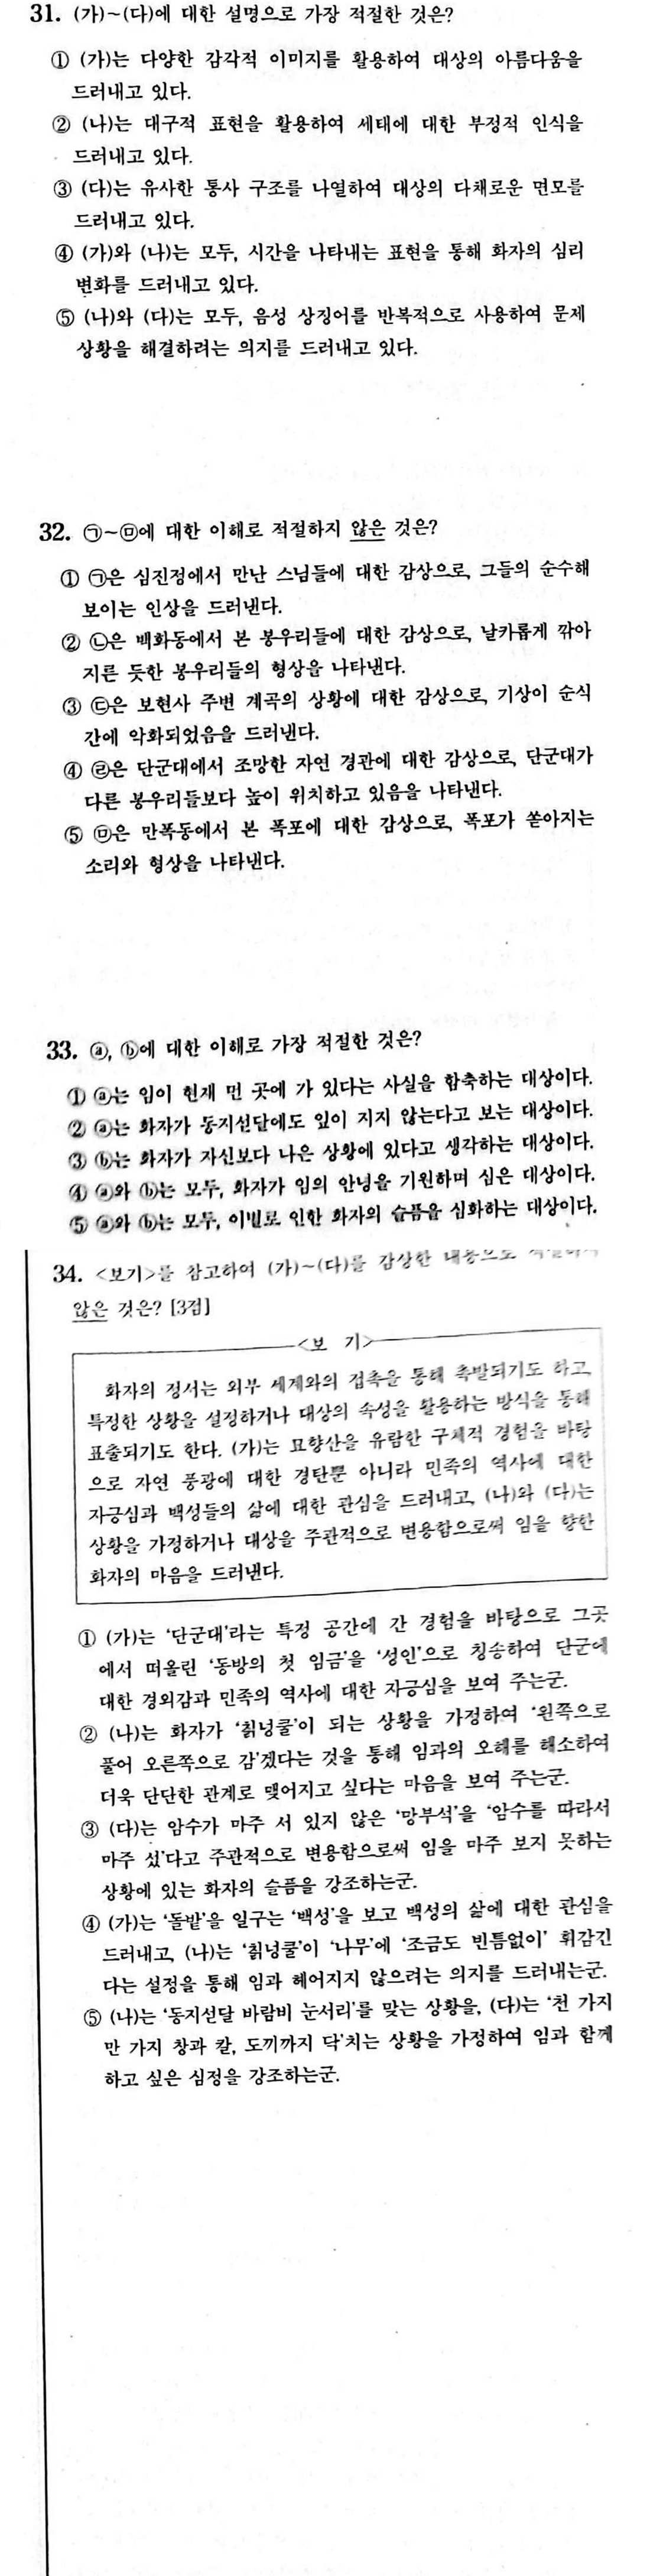 31. (가)~(다)에 대한 설명으로 가장 적절한 것은?
① (가)는 다양한 감각적 이미지를 활용하여 대상의 아름다움을
드러내고 있다.
② (나)는 대구적 표현을 활용하여 세태에 대한 부정적 인식을
드러내고 있다.
③ (다)는 유사한 통사 구조를 나열하여 대상의 다채로운 면모를
드러내고 있다.
④ (가)와 (나)는 모두, 시간을 나타내는 표현을 통해 화자의 심리
변화를 드러내고 있다.
⑤ (나)와 (다)는 모두, 음성 상징어를 반복적으로 사용하여 문제
상황을 해결하려는 의지를 드러내고 있다.
32. ㉠~㉤에 대한 이해로 적절하지 않은 것은?
① ㉠은 심진정에서 만난 스님들에 대한 감상으로, 그들의 순수해
보이는 인상을 드러낸다.
② ㉡은 백화동에서 본 봉우리들에 대한 감상으로, 날카롭게 깎아
지른 듯한 봉우리들의 형상을 나타낸다.
③ ㉢은 보현사 주변 계곡의 상황에 대한 감상으로, 기상이 순식
간에 악화되었음을 드러낸다.
④ ㉣은 단군대에서 조망한 자연 경관에 대한 감상으로, 단군대가
다른 봉우리들보다 높이 위치하고 있음을 나타낸다.
⑤ ㉤은 만폭동에서 본 폭포에 대한 감상으로, 폭포가 쏟아지는
소리와 형상을 나타낸다.
33. ⓐ, ⓑ에 대한 이해로 가장 적절한 것은?
① ⓐ는 임이 현재 먼 곳에 가 있다는 사실을 함축하는 대상이다.
② ⓐ는 화자가 동지섣달에도 잎이 지지 않는다고 보는 대상이다.
③ ⓑ는 화자가 자신보다 나은 상황에 있다고 생각하는 대상이다.
④ ⓐ와 ⓑ는 모두, 화자가 임의 안녕을 기원하며 심은 대상이다.
⑤ ⓐ와 ⓑ는 모두, 이별로 인한 화자의 슬픔을 심화하는 대상이다.
34. <보기>를 참고하여 (가)~(다)를 감상한 내용으로
않은 것은? [3점]
<보 기>
화자의 정서는 외부 세계와의 접촉을 통해 촉발되기도 하고,
특정한 상황을 설정하거나 대상의 속성을 활용하는 방식을 통해
표출되기도 한다. (가)는 묘향산을 유람한 구체적 경험을 바탕
으로 자연 풍광에 대한 경탄뿐 아니라 민족의 역사에 대한
자긍심과 백성들의 삶에 대한 관심을 드러내고, (나)와 (다)는
상황을 가정하거나 대상을 주관적으로 변용함으로써 임을 향한
화자의 마음을 드러낸다.
① (가)는 '단군대'라는 특정 공간에 간 경험을 바탕으로 그곳
에서 떠올린 '동방의 첫 임금'을 '성인'으로 칭송하여 단군에
대한 경외감과 민족의 역사에 대한 자긍심을 보여 주는군.
② (나)는 화자가 '칡넝쿨'이 되는 상황을 가정하여 '왼쪽으로
풀어 오른쪽으로 감'겠다는 것을 통해 임과의 오해를 해소하여
더욱 단단한 관계로 맺어지고 싶다는 마음을 보여 주는군.
③ (다)는 암수가 마주 서 있지 않은 '망부석'을 '암수를 따라서
마주 섰'다고 주관적으로 변용함으로써 임을 마주 보지 못하는
상황에 있는 화자의 슬픔을 강조하는군.
④ (가)는 '돌밭'을 일구는 '백성'을 보고 백성의 삶에 대한 관심을
드러내고, (나)는 '칡넝쿨'이 '나무'에 '조금도 빈틈없이' 휘감긴
다는 설정을 통해 임과 헤어지지 않으려는 의지를 드러내는군.
⑤ (나)는 '동지섣달 바람비 눈서리'를 맞는 상황을, (다)는 '천 가지
만 가지 창과 칼, 도끼까지 닥'치는 상황을 가정하여 임과 함께
하고 싶은 심정을 강조하는군.